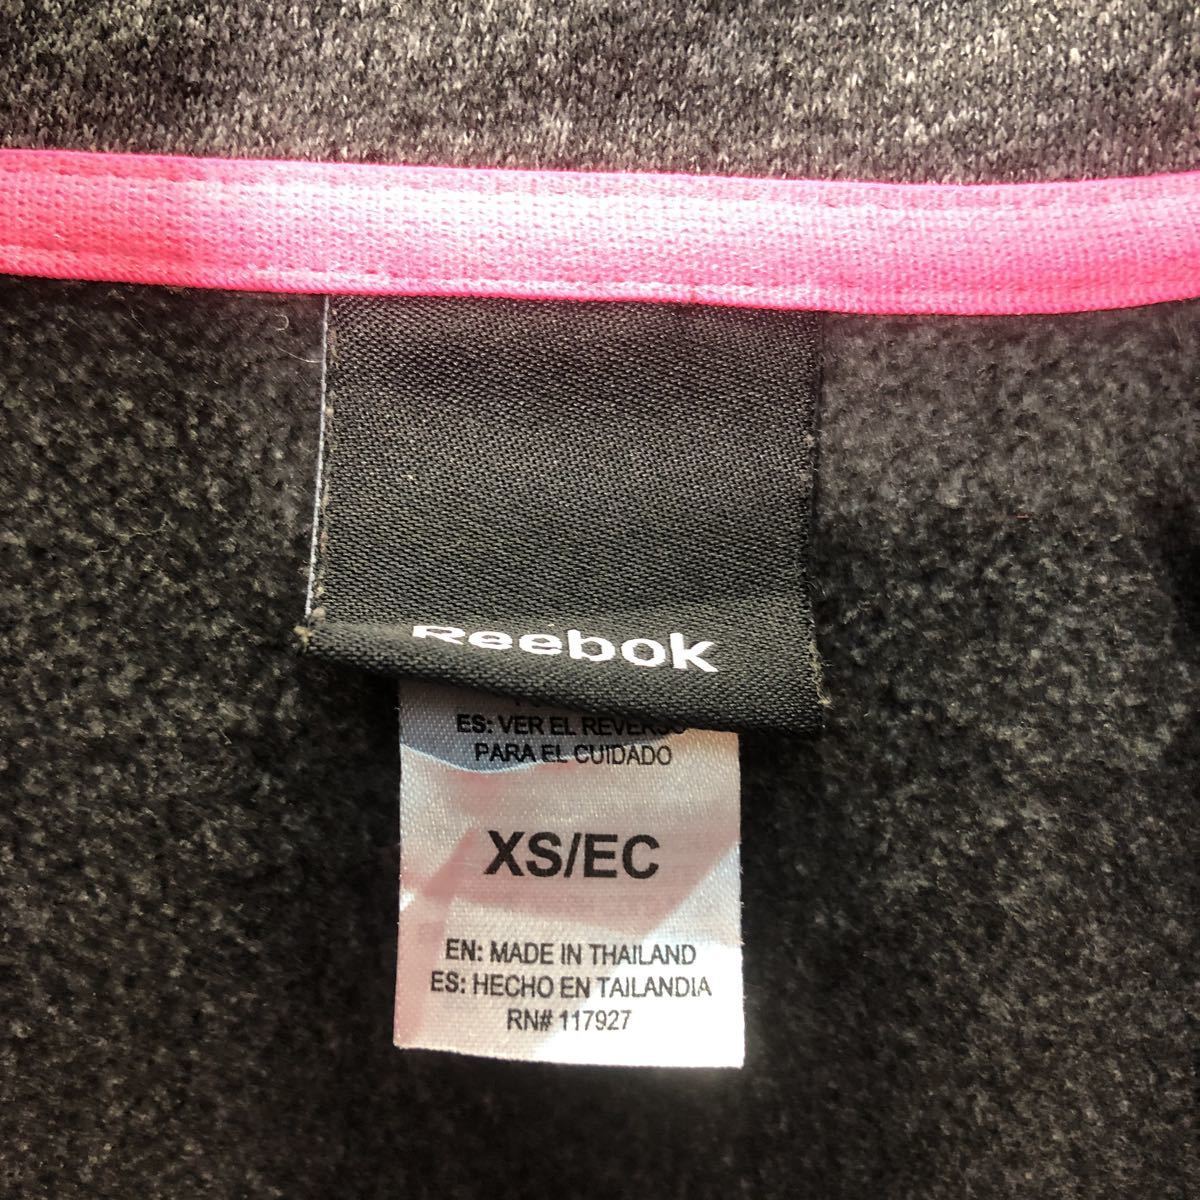 Reebok
ES: VER EL REVERSO
PARA EL CUIDADO
XS/EC
EN: MADE IN THAILAND
ES: HECHO EN TAILANDIA
RN# 117927